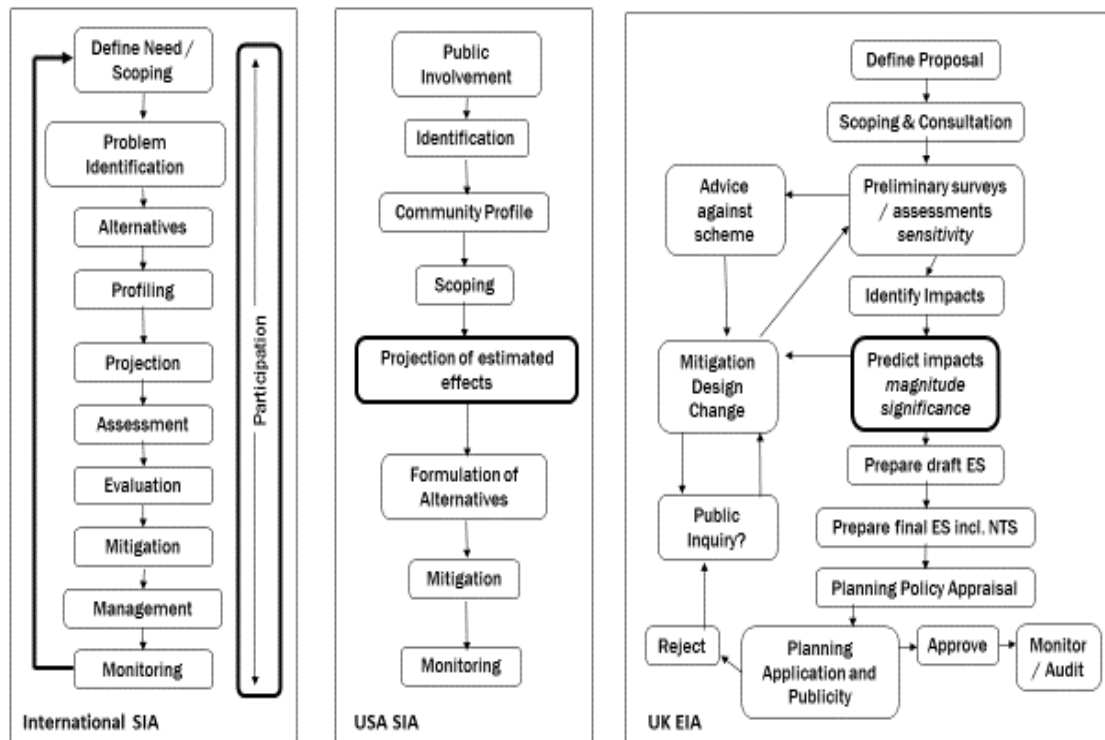 Define Need /
Scoping
Problem
Identification
Alternatives
Profiling
Projection
Assessment
Evaluation
Mitigation
Management
Monitoring
Participation
International SIA
Public
Involvement
Identification
Community Profile
Scoping
Projection of estimated
effects
Formulation of
Alternatives
Mitigation
Monitoring
USA SIA
Define Proposal
Scoping & Consultation
Preliminary surveys
/ assessments
sensitivity
Advice
against
scheme
Identify Impacts
Predict impacts
magnitude
significance
Mitigation
Design
Change
Prepare draft ES
Public
Inquiry?
Prepare final ES incl. NTS
Planning Policy Appraisal
Reject
Planning
Application and
Publicity
Approve
Monitor
/ Audit
UK EIA